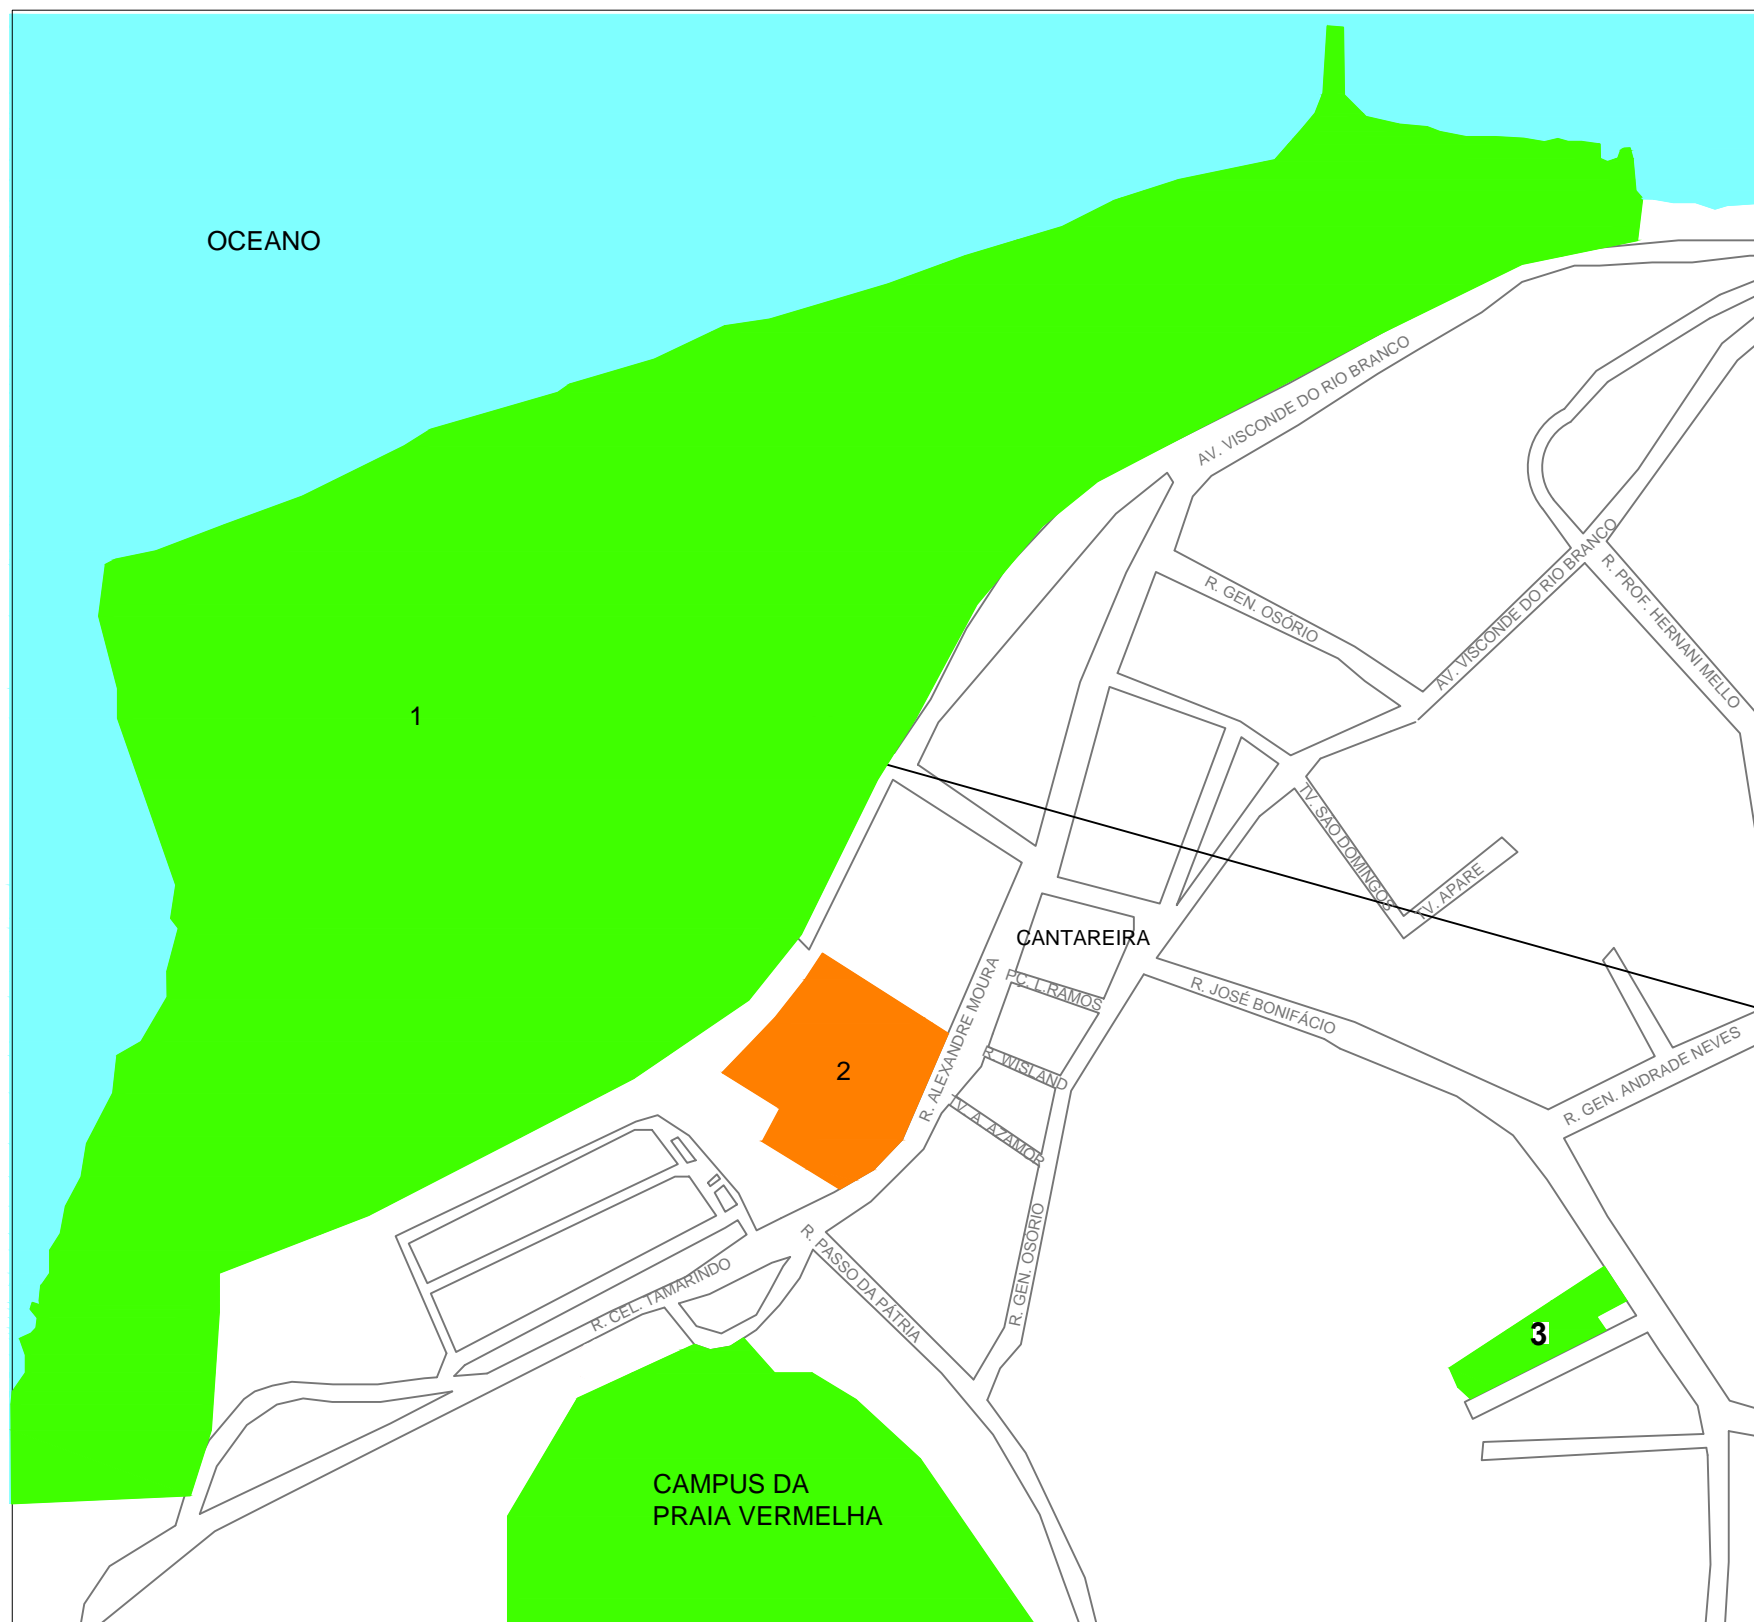 OCEANO
AV. VISCONDE DO RIO BRANCO
R. GEN. OSÓRIO
AV. VISCONDE DO RIO BRANCO
R. PROF. HERNANI MELLO
1
TV. SÃO DOMINGOS
TV. APARE
CANTAREIRA
PÇ. L.RAMOS
R. ALEXANDRE MOURA
R. JOSÉ BONIFÁCIO
2
R. WISLAND
R. GEN. ANDRADE NEVES
TV. A. AZAMOR
R. GEN. OSÓRIO
R. PASSO DA PÁTRIA
R. CEL. TAMARINDO
3
CAMPUS DA
PRAIA VERMELHA